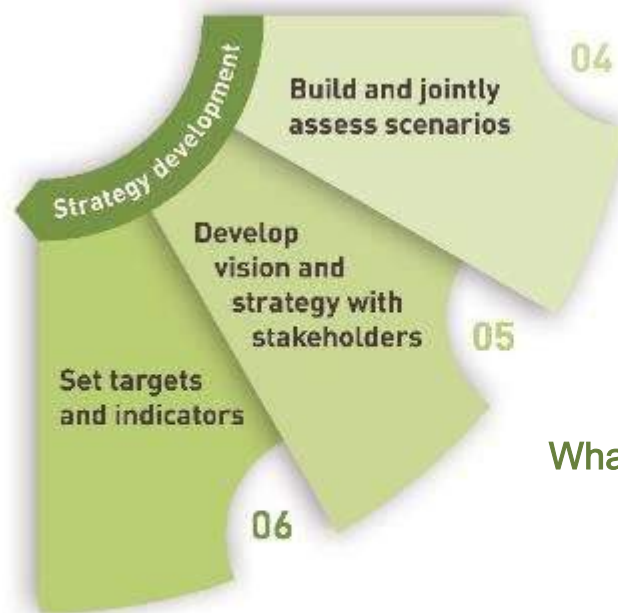 Strategy development
04
Build and jointly
assess scenarios
Develop
vision and
strategy with
stakeholders
05
Set targets
and indicators
06
Wha